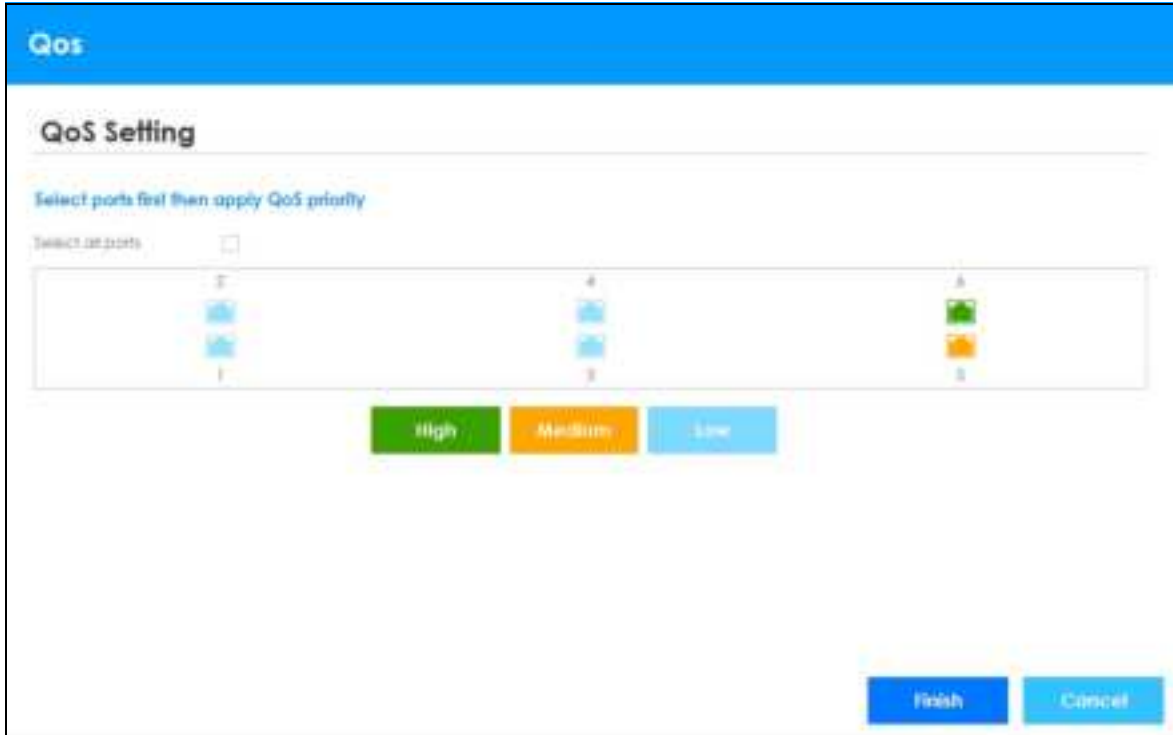 Qos
QoS Setting
Select ports first then apply QoS priority
Select all ports
2 4 6
1 3 5
High Medium Low
Finish Cancel